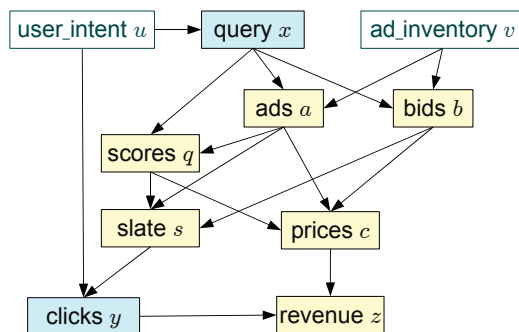 user_intent u
query x
ad_inventory v
ads a
bids b
scores q
slate s
prices c
clicks y
revenue z